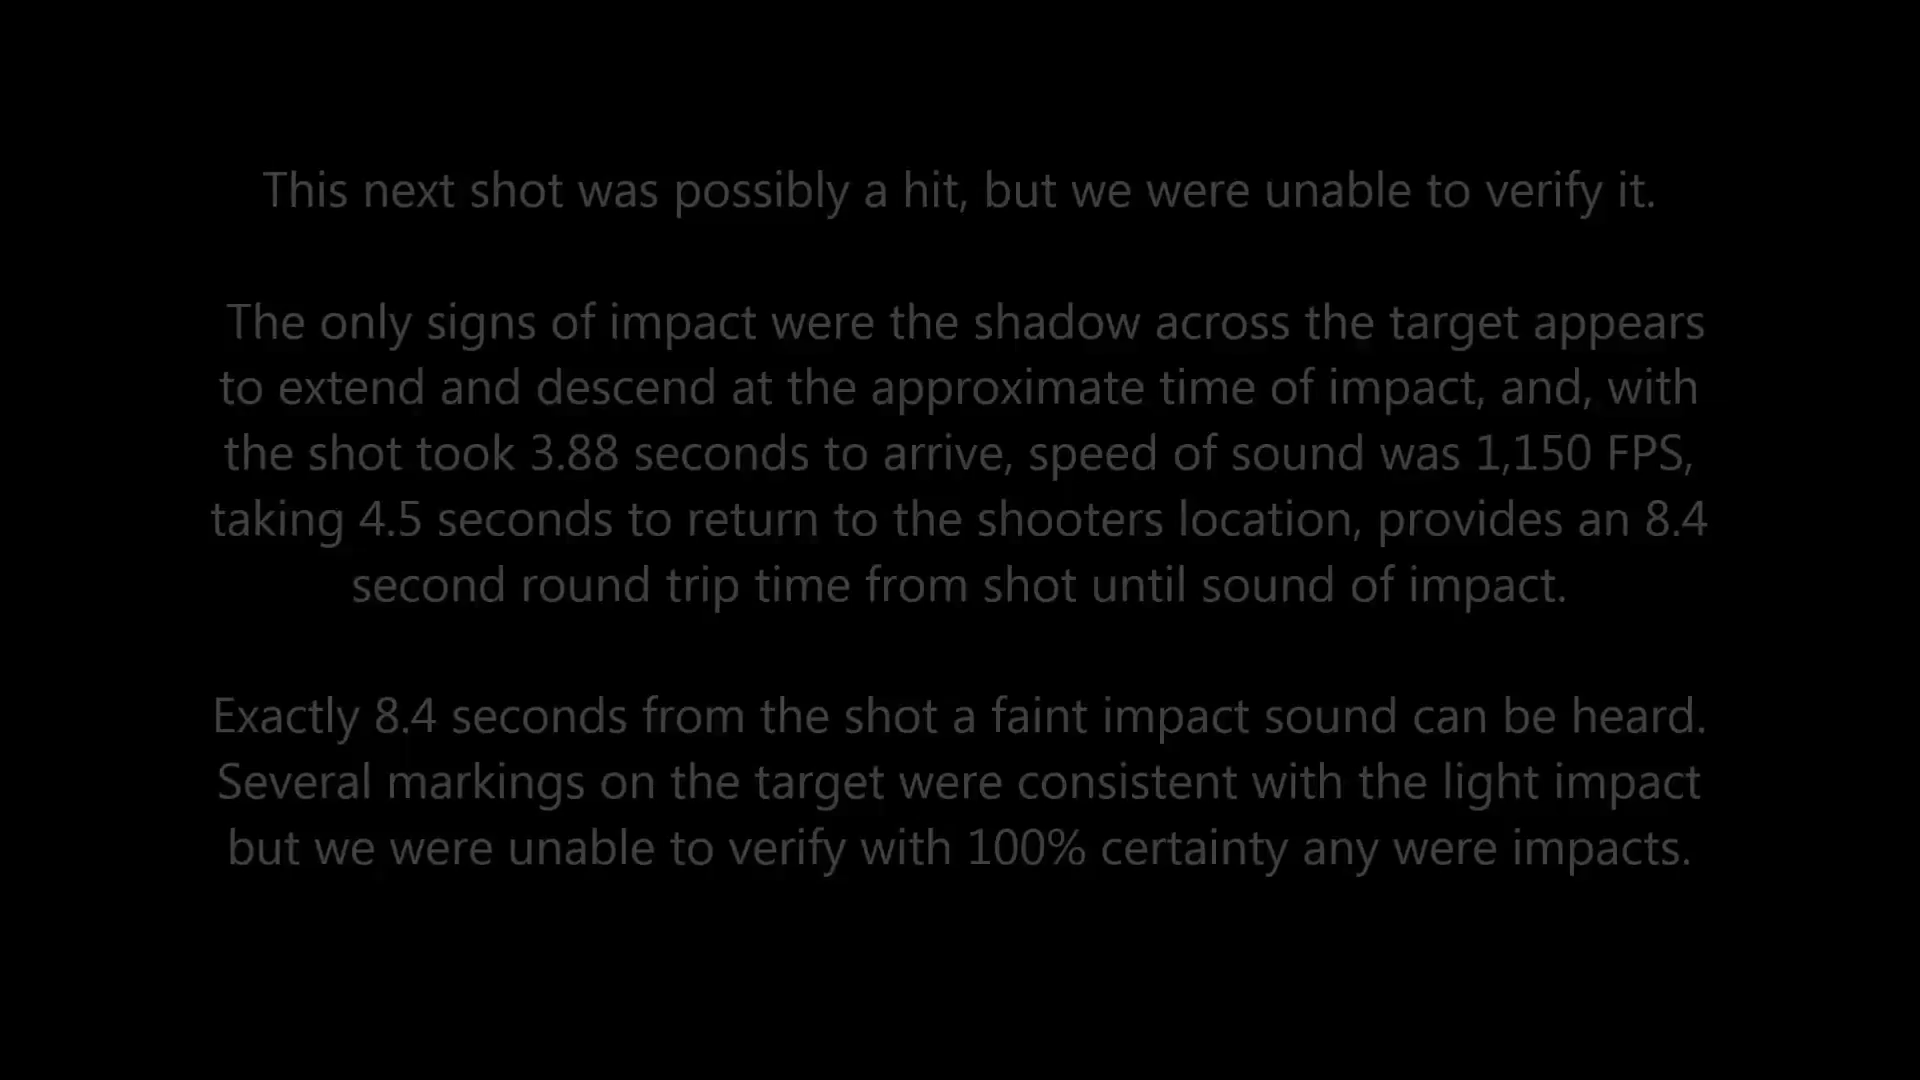 This next shot was possibly a hit, but we were unable to verify it.
The only signs of impact were the shadow across the target appears
to extend and descend at the approximate time of impact, and, with
the shot took 3.88 seconds to arrive, speed of sound was 1,150 FPS,
taking 4.5 seconds to return to the shooters location, provides an 8.4
second round trip time from shot until sound of impact.
Exactly 8.4 seconds from the shot a faint impact sound can be heard.
Several markings on the target were consistent with the light impact
but we were unable to verify with 100% certainty any were impacts.